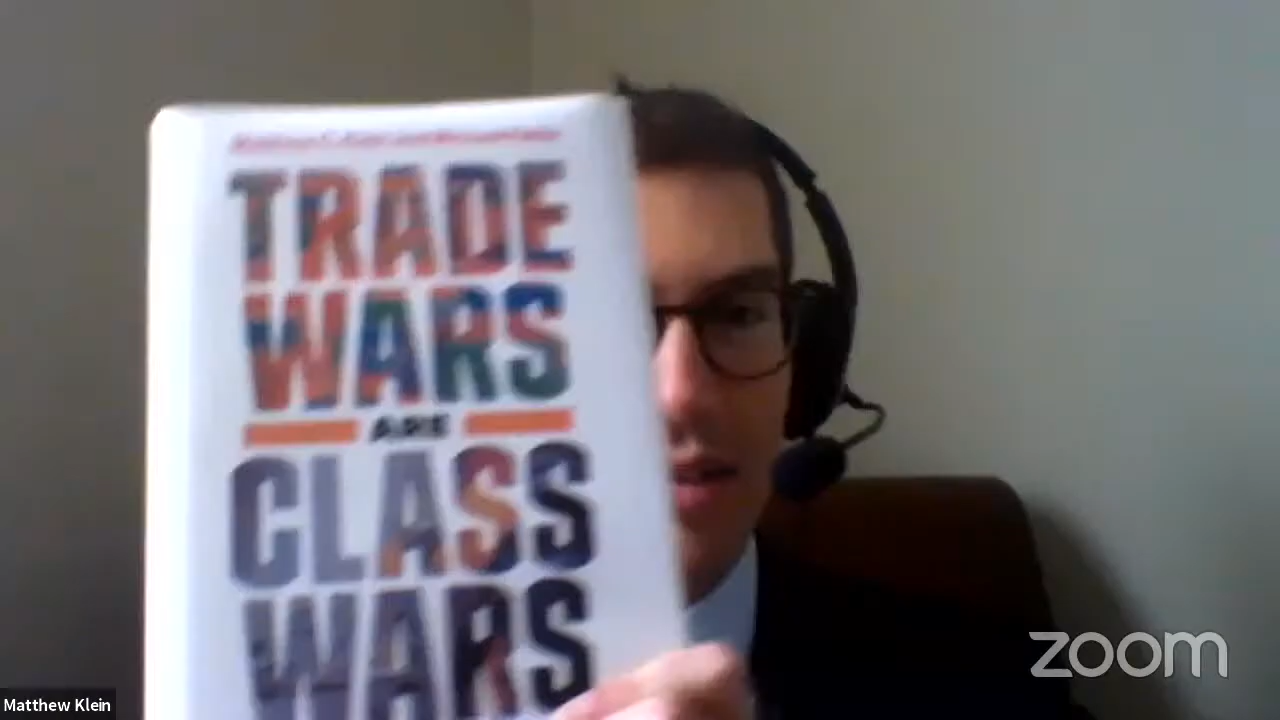 TRADE
WARS
ARE
CLASS
WARS
zoom
Matthew Klein